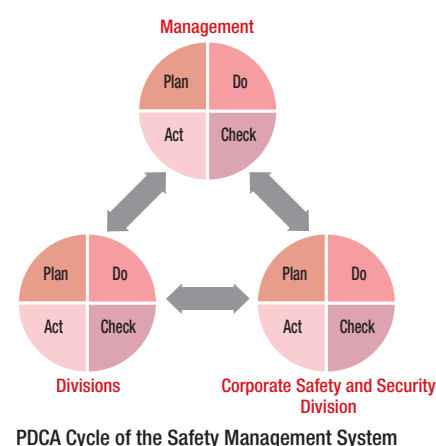 Management
Plan Do
Act Check
Plan Do
Act Check
Divisions
Plan Do
Act Check
Corporate Safety and Security
Division
PDCA Cycle of the Safety Management System